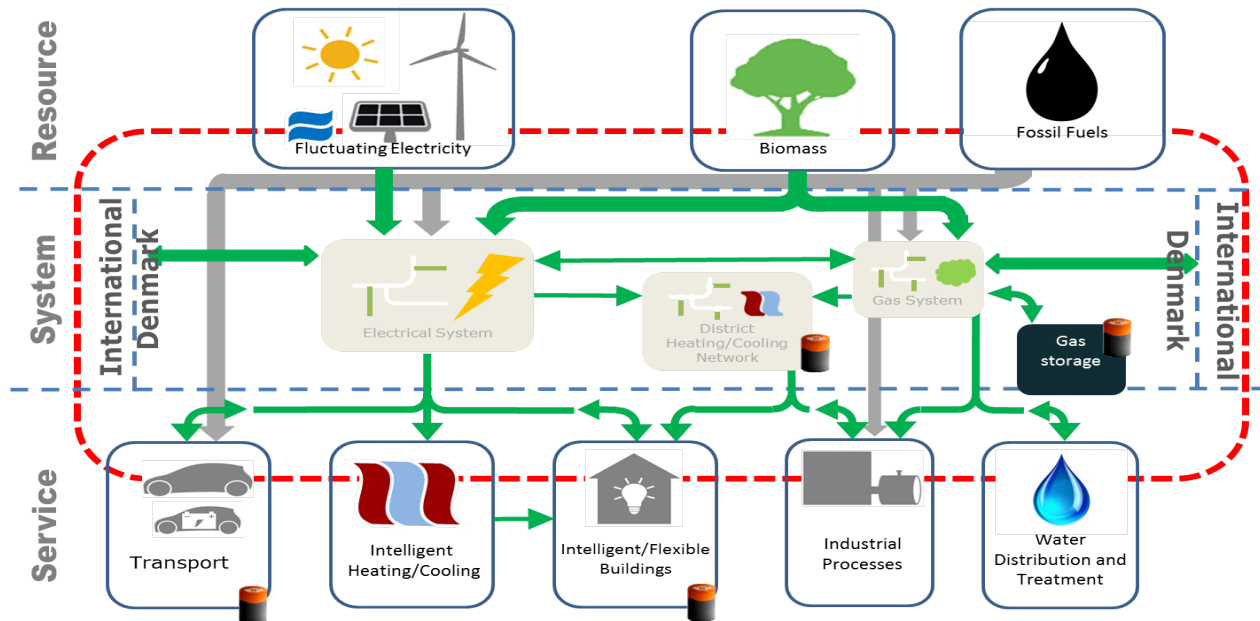 Resource
Fluctuating Electricity
Biomass
Fossil Fuels
System
International
Denmark
Electrical System
District
Heating/Cooling
Network
Gas System
Gas
storage
Denmark
International
Service
Transport
Intelligent
Heating/Cooling
Intelligent/Flexible
Buildings
Industrial
Processes
Water
Distribution and
Treatment